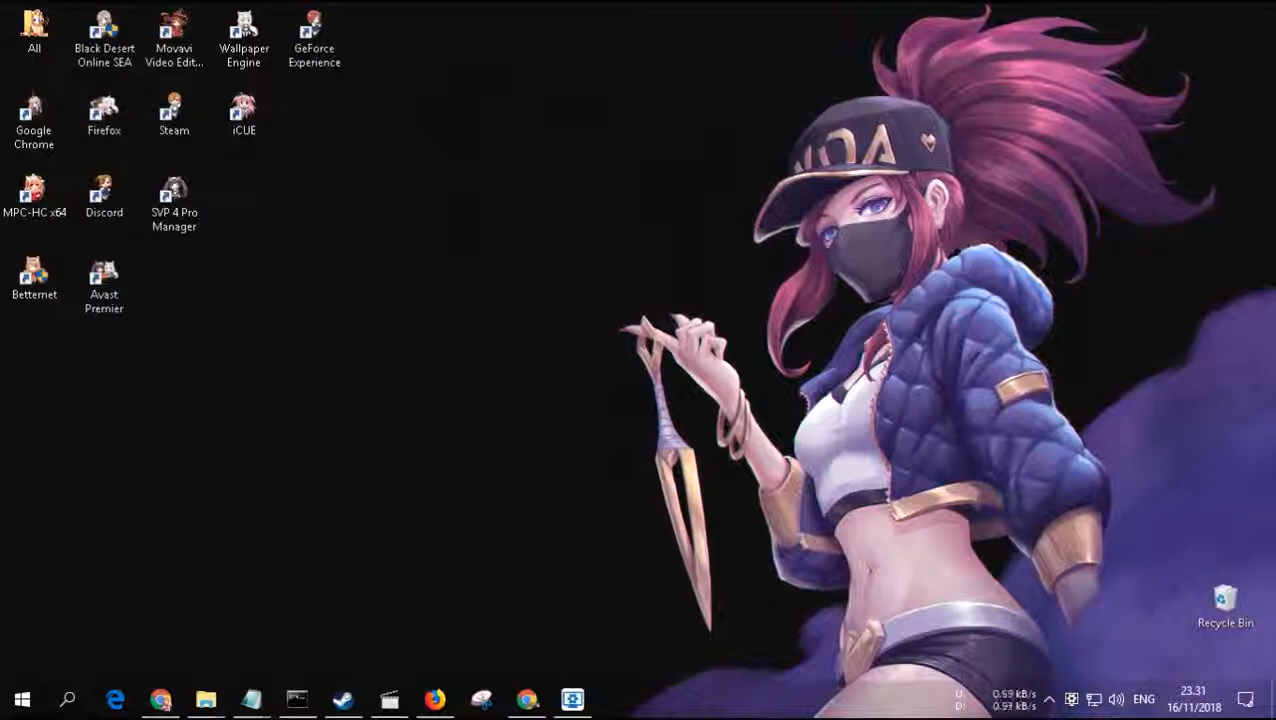 All
Black Desert
Online SEA
Movavi
Video Edit...
Wallpaper
Engine
GeForce
Experience
Google
Chrome
Firefox
Steam
iCUE
MPC-HC x64
Discord
SVP 4 Pro
Manager
Betternet
Avast
Premier
Recycle Bin
U:
D:
0.59 kB/s
0.97 kB/s
ENG
23.31
16/11/2018